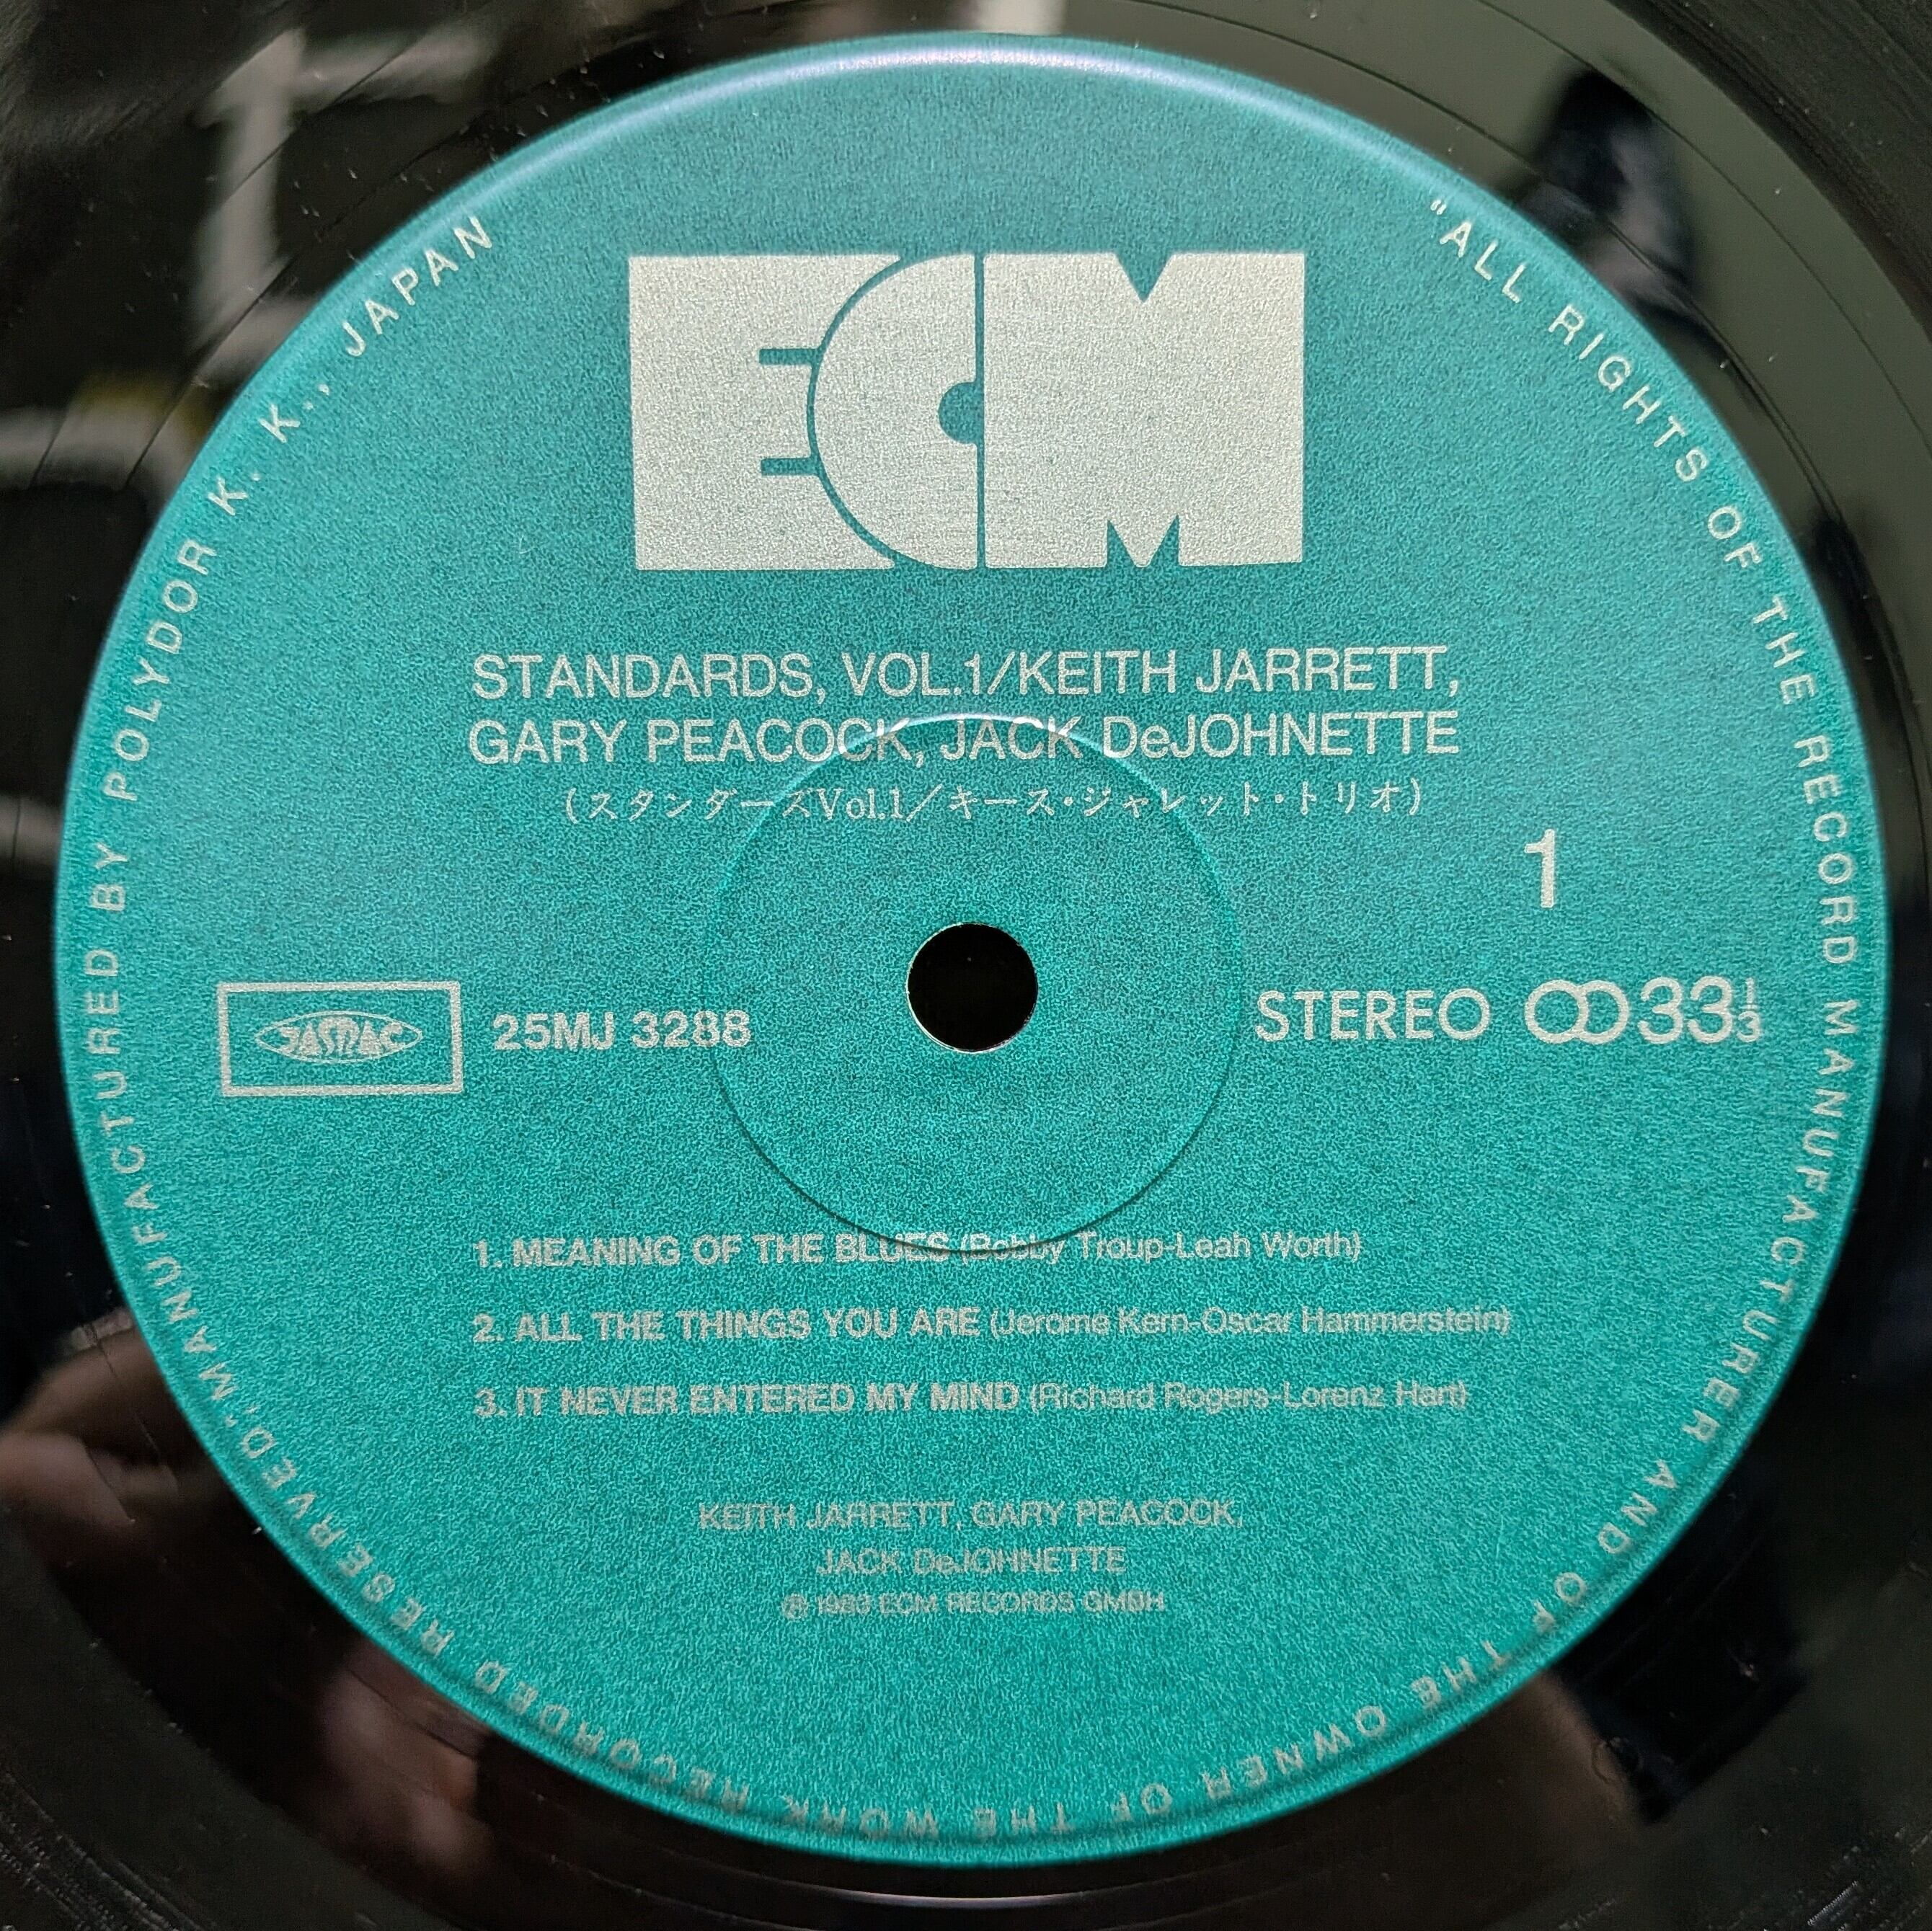 ECM
STANDARDS, VOL.1/KEITH JARRETT,
GARY PEACOCK, JACK DeJOHNETTE
(スタンダーズVol.1/キース・ジャレット・トリオ)
1
JASRAC
25MJ 3288
STEREO ↀ 33⅓
1. MEANING OF THE BLUES (Bobby Troup-Leah Worth)
2. ALL THE THINGS YOU ARE (Jerome Kern-Oscar Hammerstein)
3. IT NEVER ENTERED MY MIND (Richard Rogers-Lorenz Hart)
KEITH JARRETT, GARY PEACOCK,
JACK DeJOHNETTE
℗ 1983 ECM RECORDS GMBH
"ALL RIGHTS OF THE RECORD MANUFACTURER AND OF THE OWNER OF THE WORK RECORDED RESERVED." MANUFACTURED BY POLYDOR K. K., JAPAN